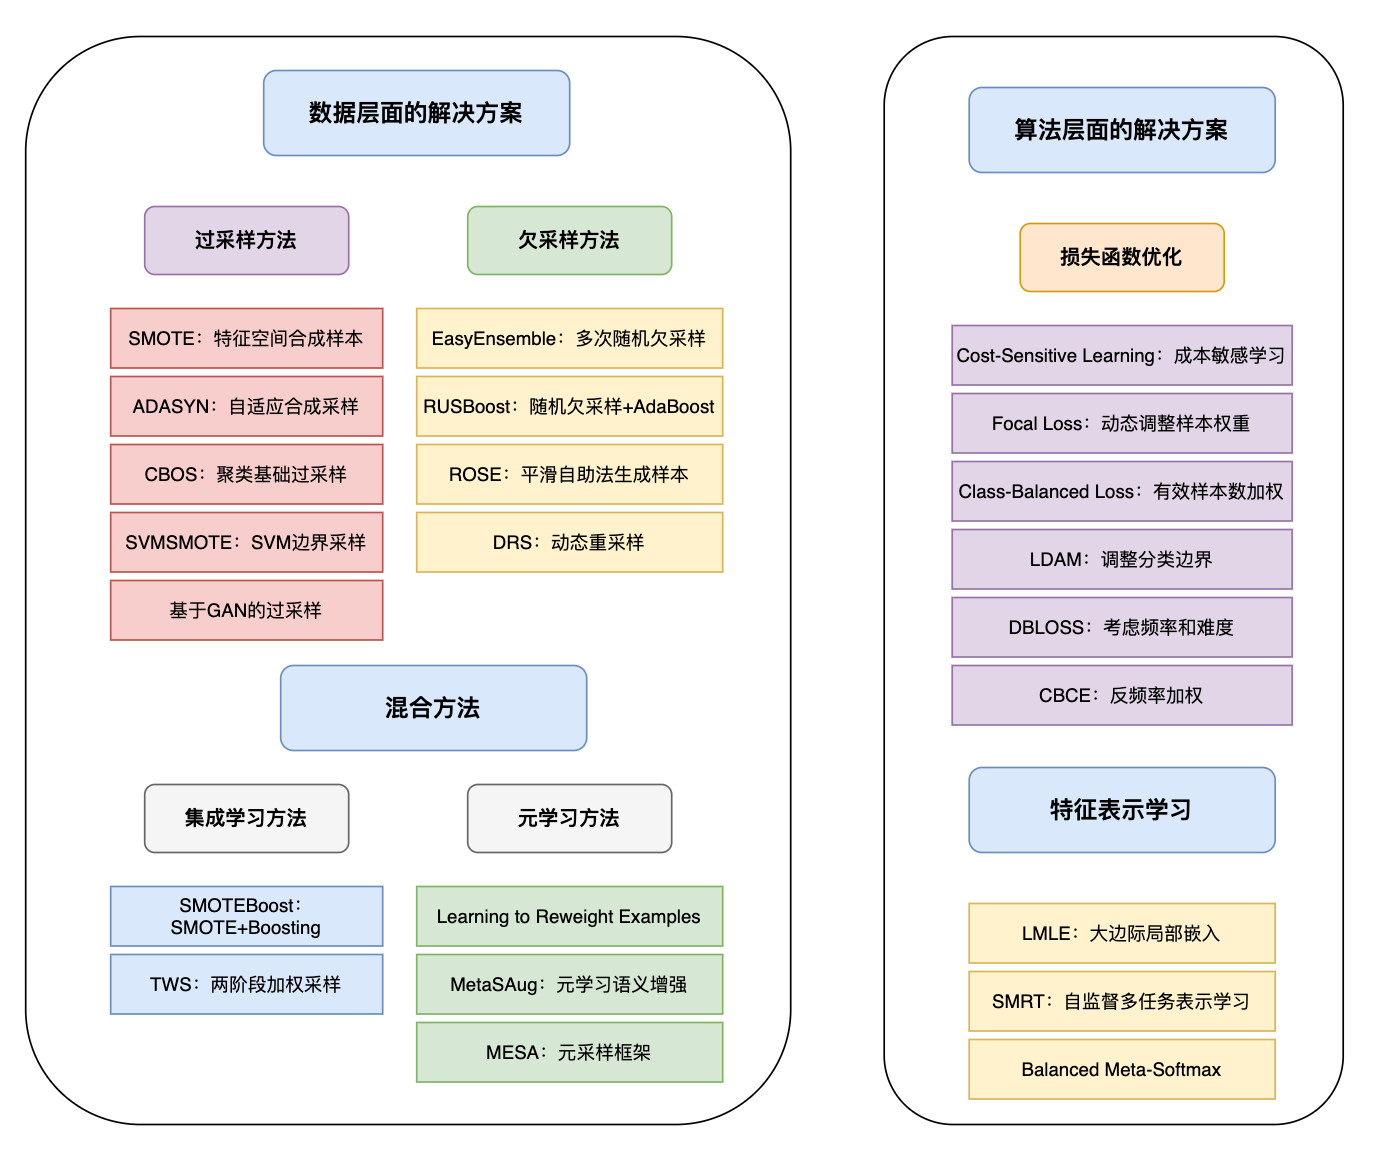 数据层面的解决方案
过采样方法
SMOTE：特征空间合成样本
ADASYN：自适应合成采样
CBOS：聚类基础过采样
SVMSMOTE：SVM边界采样
基于GAN的过采样
欠采样方法
EasyEnsemble：多次随机欠采样
RUSBoost：随机欠采样+AdaBoost
ROSE：平滑自助法生成样本
DRS：动态重采样
混合方法
集成学习方法
SMOTEBoost：
SMOTE+Boosting
TWS：两阶段加权采样
元学习方法
Learning to Reweight Examples
MetaSAug：元学习语义增强
MESA：元采样框架
算法层面的解决方案
损失函数优化
Cost-Sensitive Learning：成本敏感学习
Focal Loss：动态调整样本权重
Class-Balanced Loss：有效样本数加权
LDAM：调整分类边界
DBLOSS：考虑频率和难度
CBCE：反频率加权
特征表示学习
LMLE：大边际局部嵌入
SMRT：自监督多任务表示学习
Balanced Meta-Softmax